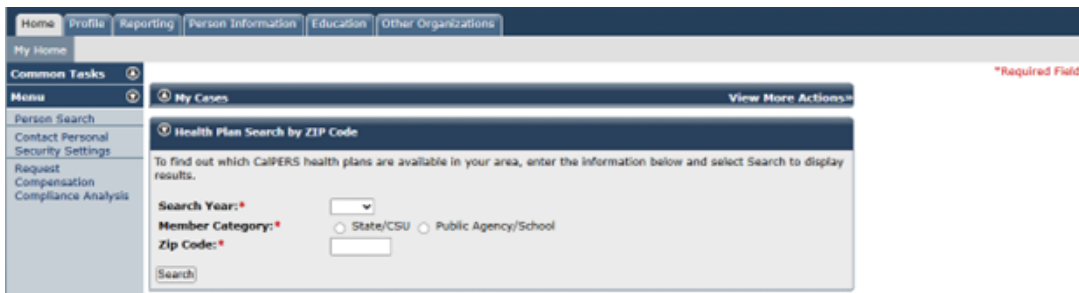 Home Profile Reporting Person Information Education Other Organizations
My Home
*Required Field
Common Tasks
Menu
Person Search
Contact Personal
Security Settings
Request
Compensation
Compliance Analysis
My Cases View More Actions»
Health Plan Search by ZIP Code
To find out which CalPERS health plans are available in your area, enter the information below and select Search to display
results.
Search Year:*
Member Category:* State/CSU Public Agency/School
Zip Code:*
Search